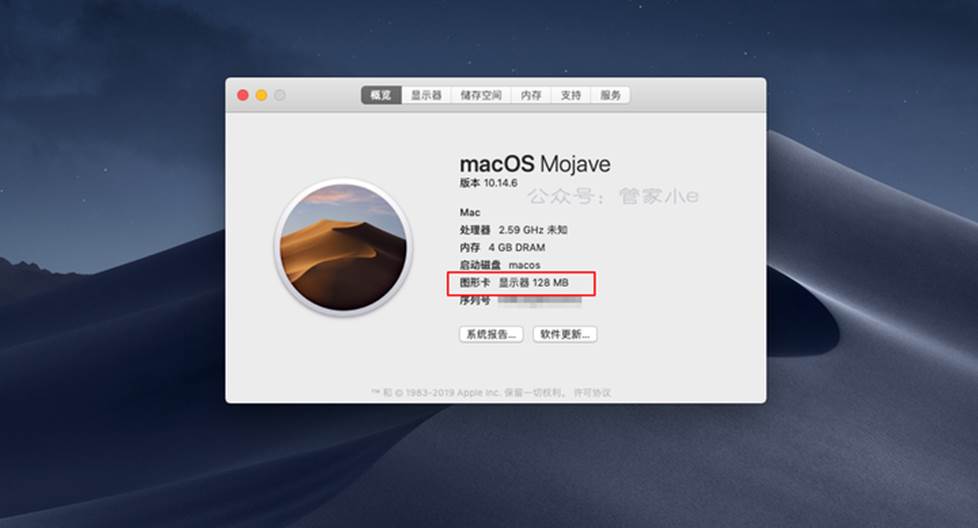 概览 显示器 储存空间 内存 支持 服务
macOS Mojave
版本 10.14.6
公众号：管家小e
Mac
处理器 2.59 GHz 未知
内存 4 GB DRAM
启动磁盘 macos
图形卡 显示器 128 MB
序列号
系统报告... 软件更新...
™ 和 © 1983-2019 Apple Inc. 保留一切权利。 许可协议